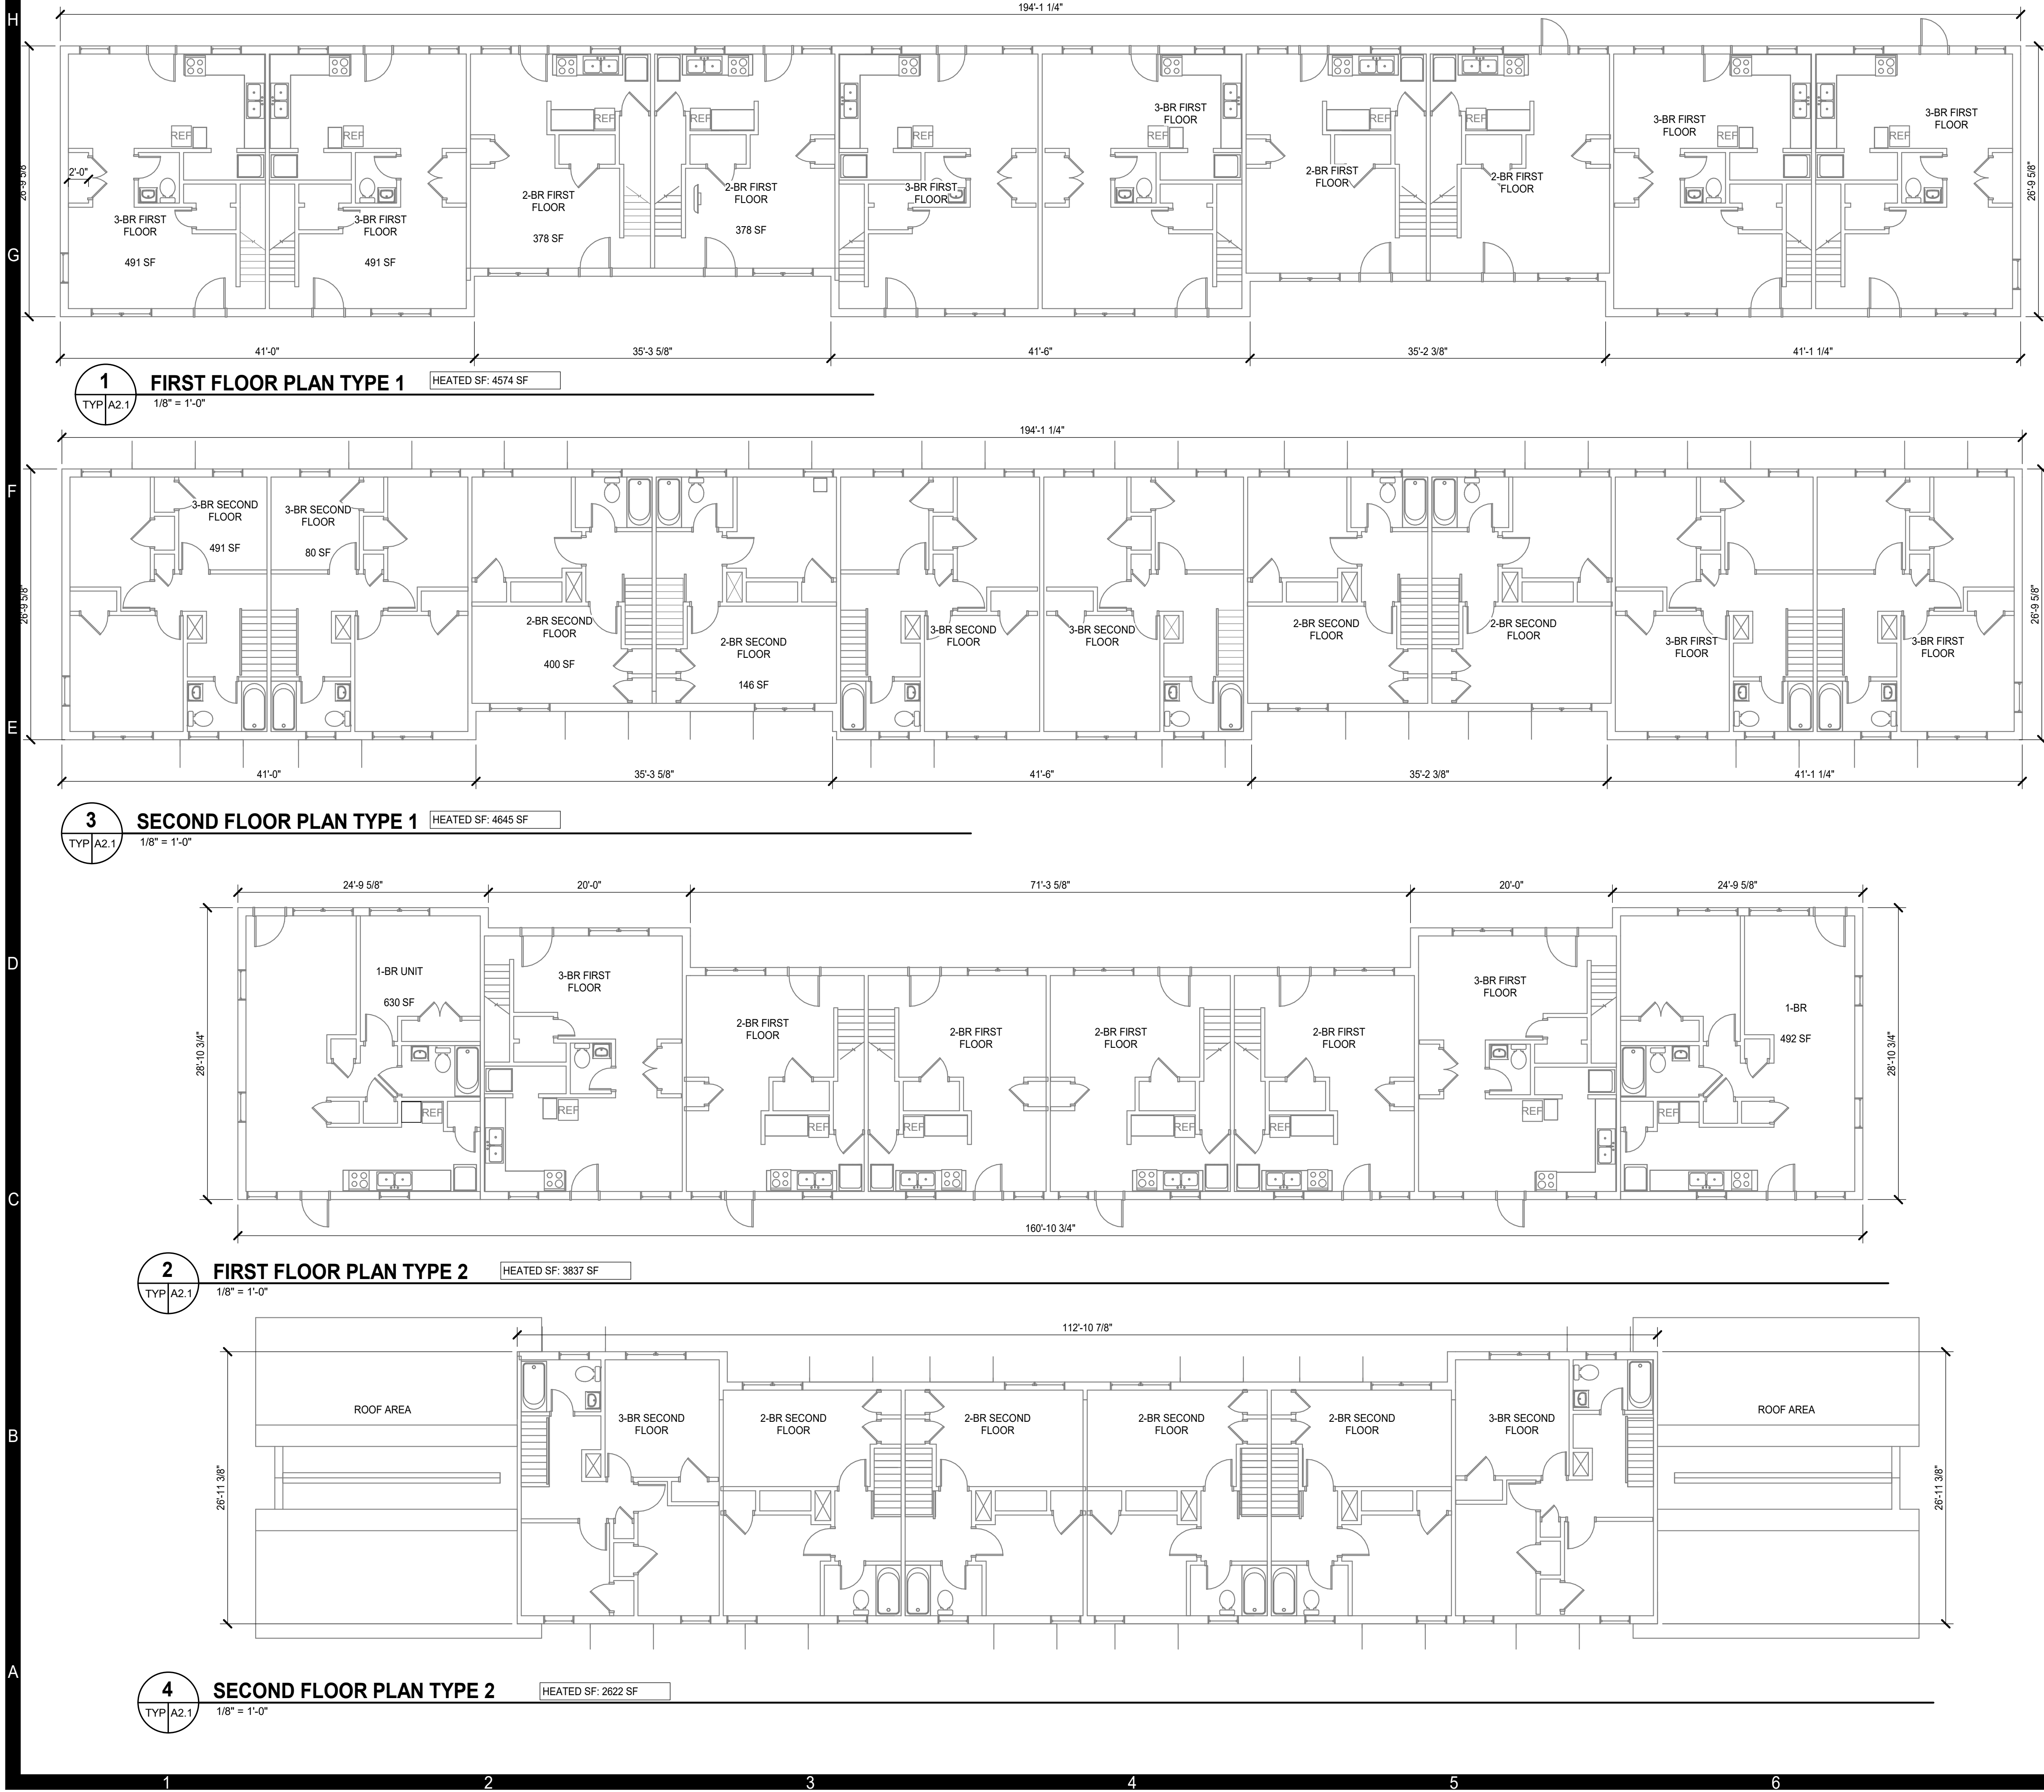 H
194'-1 1/4"
REF
REF
REF
REF
REF
3-BR FIRST
FLOOR
REF
REF
REF
3-BR FIRST
FLOOR
REF
3-BR FIRST
FLOOR
REF
2'-0"
26'-9 5/8"
26'-9 5/8"
3-BR FIRST
FLOOR
491 SF
3-BR FIRST
FLOOR
491 SF
2-BR FIRST
FLOOR
378 SF
2-BR FIRST
FLOOR
378 SF
3-BR FIRST
FLOOR
2-BR FIRST
FLOOR
2-BR FIRST
FLOOR
G
41'-0"
35'-3 5/8"
41'-6"
35'-2 3/8"
41'-1 1/4"
1
TYP A2.1
FIRST FLOOR PLAN TYPE 1
HEATED SF: 4574 SF
1/8" = 1'-0"
194'-1 1/4"
F
3-BR SECOND
FLOOR
491 SF
3-BR SECOND
FLOOR
80 SF
26'-9 5/8"
26'-9 5/8"
2-BR SECOND
FLOOR
400 SF
2-BR SECOND
FLOOR
146 SF
3-BR SECOND
FLOOR
3-BR SECOND
FLOOR
2-BR SECOND
FLOOR
2-BR SECOND
FLOOR
3-BR FIRST
FLOOR
3-BR FIRST
FLOOR
E
41'-0"
35'-3 5/8"
41'-6"
35'-2 3/8"
41'-1 1/4"
3
TYP A2.1
SECOND FLOOR PLAN TYPE 1
HEATED SF: 4645 SF
1/8" = 1'-0"
24'-9 5/8"
20'-0"
71'-3 5/8"
20'-0"
24'-9 5/8"
D
1-BR UNIT
630 SF
3-BR FIRST
FLOOR
2-BR FIRST
FLOOR
2-BR FIRST
FLOOR
2-BR FIRST
FLOOR
2-BR FIRST
FLOOR
3-BR FIRST
FLOOR
1-BR
492 SF
28'-10 3/4"
28'-10 3/4"
REF
REF
REF
REF
REF
REF
REF
REF
C
160'-10 3/4"
2
TYP A2.1
FIRST FLOOR PLAN TYPE 2
HEATED SF: 3837 SF
1/8" = 1'-0"
112'-10 7/8"
B
ROOF AREA
3-BR SECOND
FLOOR
2-BR SECOND
FLOOR
2-BR SECOND
FLOOR
2-BR SECOND
FLOOR
2-BR SECOND
FLOOR
3-BR SECOND
FLOOR
ROOF AREA
26'-11 3/8"
26'-11 3/8"
A
4
TYP A2.1
SECOND FLOOR PLAN TYPE 2
HEATED SF: 2622 SF
1/8" = 1'-0"
1
2
3
4
5
6